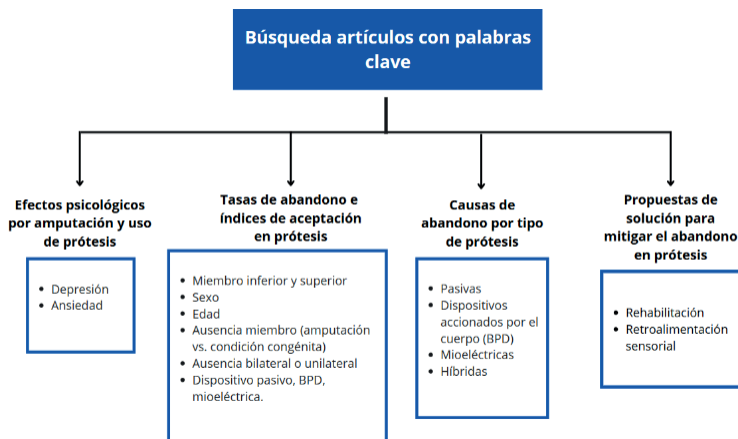 Búsqueda artículos con palabras
clave
Efectos psicológicos
por amputación y uso
de prótesis
Depresión
Ansiedad
Tasas de abandono e
índices de aceptación
en prótesis
Miembro inferior y superior
Sexo
Edad
Ausencia miembro (amputación
vs. condición congénita)
Ausencia bilateral o unilateral
Dispositivo pasivo, BPD,
mioeléctrica.
Causas de
abandono por tipo
de prótesis
Pasivas
Dispositivos
accionados por el
cuerpo (BPD)
Mioeléctricas
Híbridas
Propuestas de
solución para
mitigar el abandono
en prótesis
Rehabilitación
Retroalimentación
sensorial